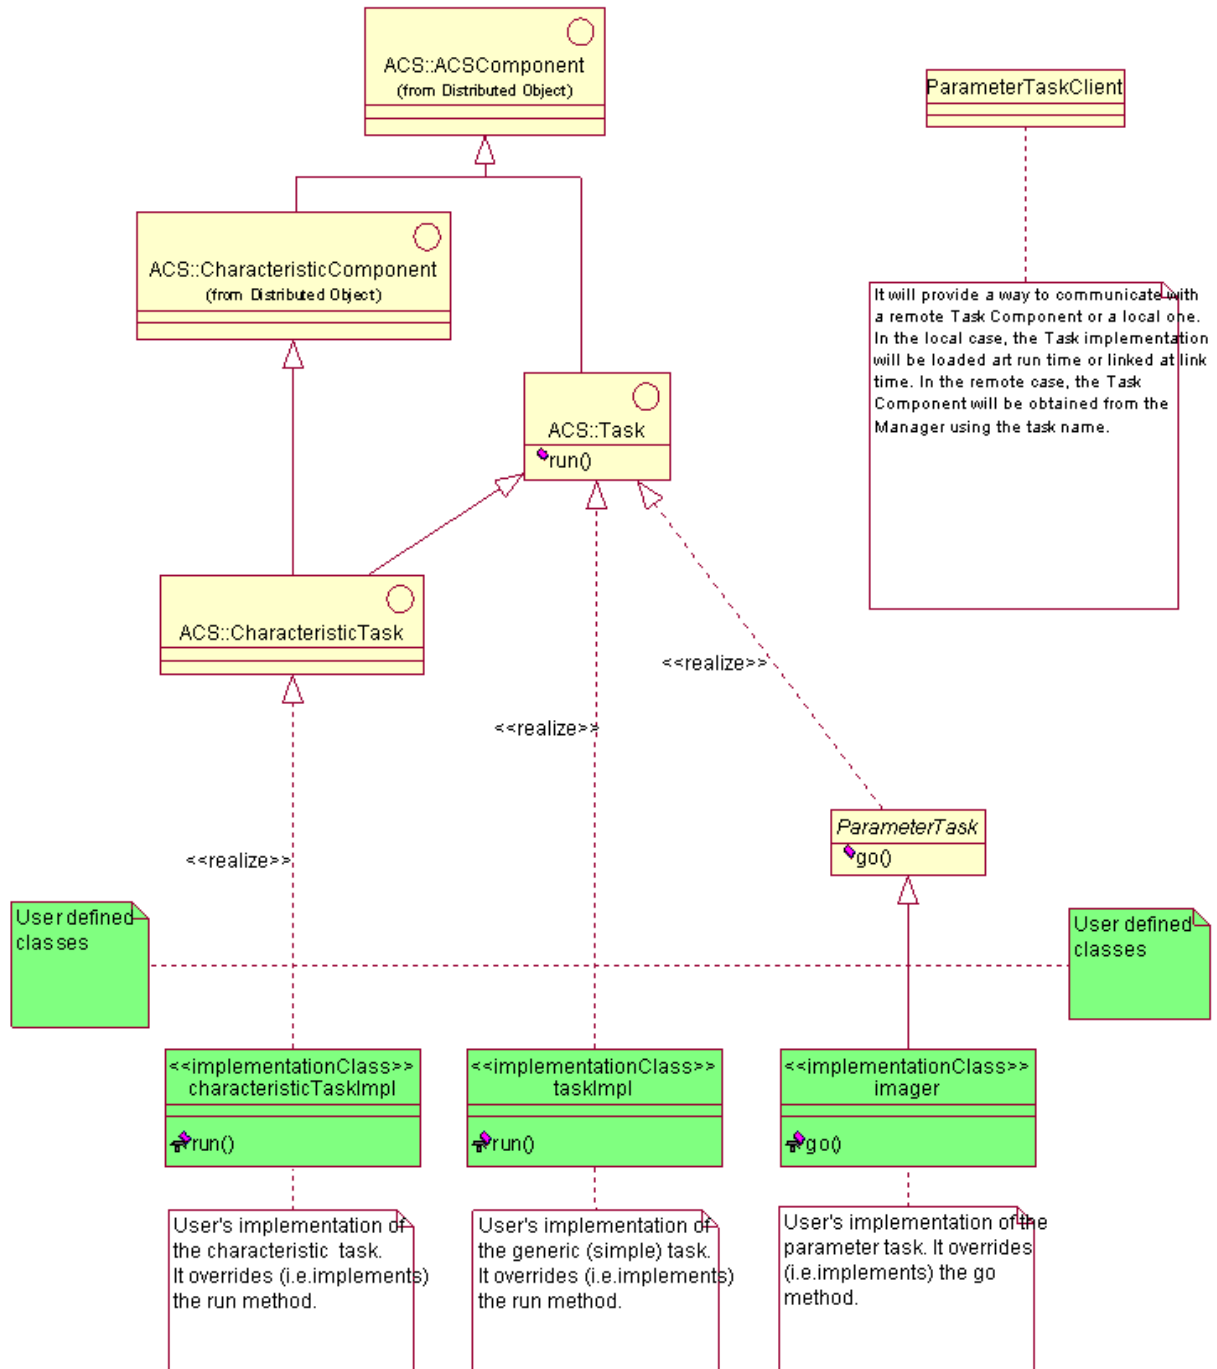 ACS::ACSComponent
(from Distributed Object)
ParameterTaskClient
ACS::CharacteristicComponent
(from Distributed Object)
It will provide a way to communicate with
a remote Task Component or a local one.
In the local case, the Task implementation
will be loaded art run time or linked at link
time. In the remote case, the Task
Component will be obtained from the
Manager using the task name.
ACS::Task
run()
ACS::CharacteristicTask
<<realize>>
<<realize>>
<<realize>>
ParameterTask
go()
User defined
classes
User defined
classes
<<implementationClass>>
characteristicTaskImpl
run()
<<implementationClass>>
taskImpl
run()
<<implementationClass>>
imager
go()
User's implementation of
the characteristic task.
It overrides (i.e.implements)
the run method.
User's implementation of
the generic (simple) task.
It overrides (i.e.implements)
the run method.
User's implementation of the
parameter task. It overrides
(i.e.implements) the go
method.